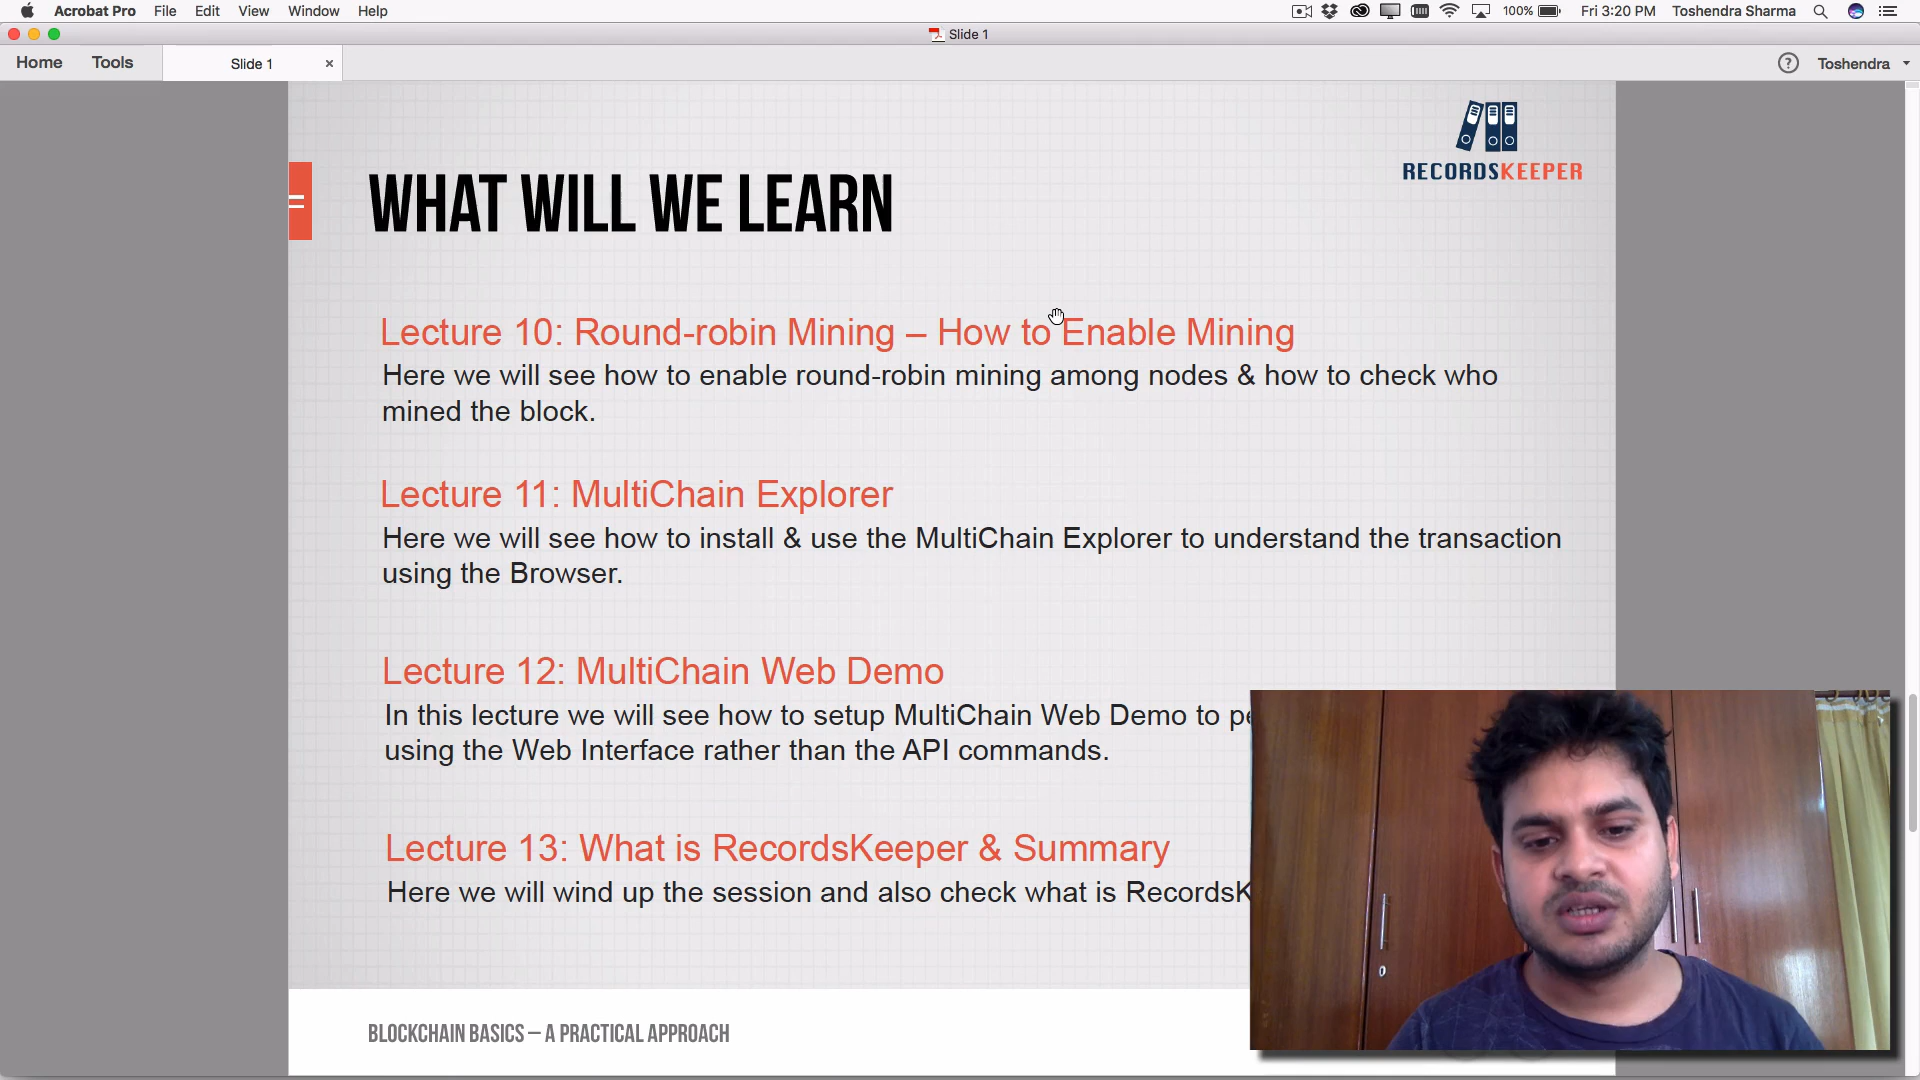 Acrobat Pro File Edit View Window Help 100% Fri 3:20 PM Toshendra Sharma
Slide 1
Home Tools Slide 1 × ? Toshendra
RECORDSKEEPER
WHAT WILL WE LEARN
Lecture 10: Round-robin Mining – How to Enable Mining
Here we will see how to enable round-robin mining among nodes & how to check who
mined the block.
Lecture 11: MultiChain Explorer
Here we will see how to install & use the MultiChain Explorer to understand the transaction
using the Browser.
Lecture 12: MultiChain Web Demo
In this lecture we will see how to setup MultiChain Web Demo to
using the Web Interface rather than the API commands.
Lecture 13: What is RecordsKeeper & Summary
Here we will wind up the session and also check what is
BLOCKCHAIN BASICS – A PRACTICAL APPROACH